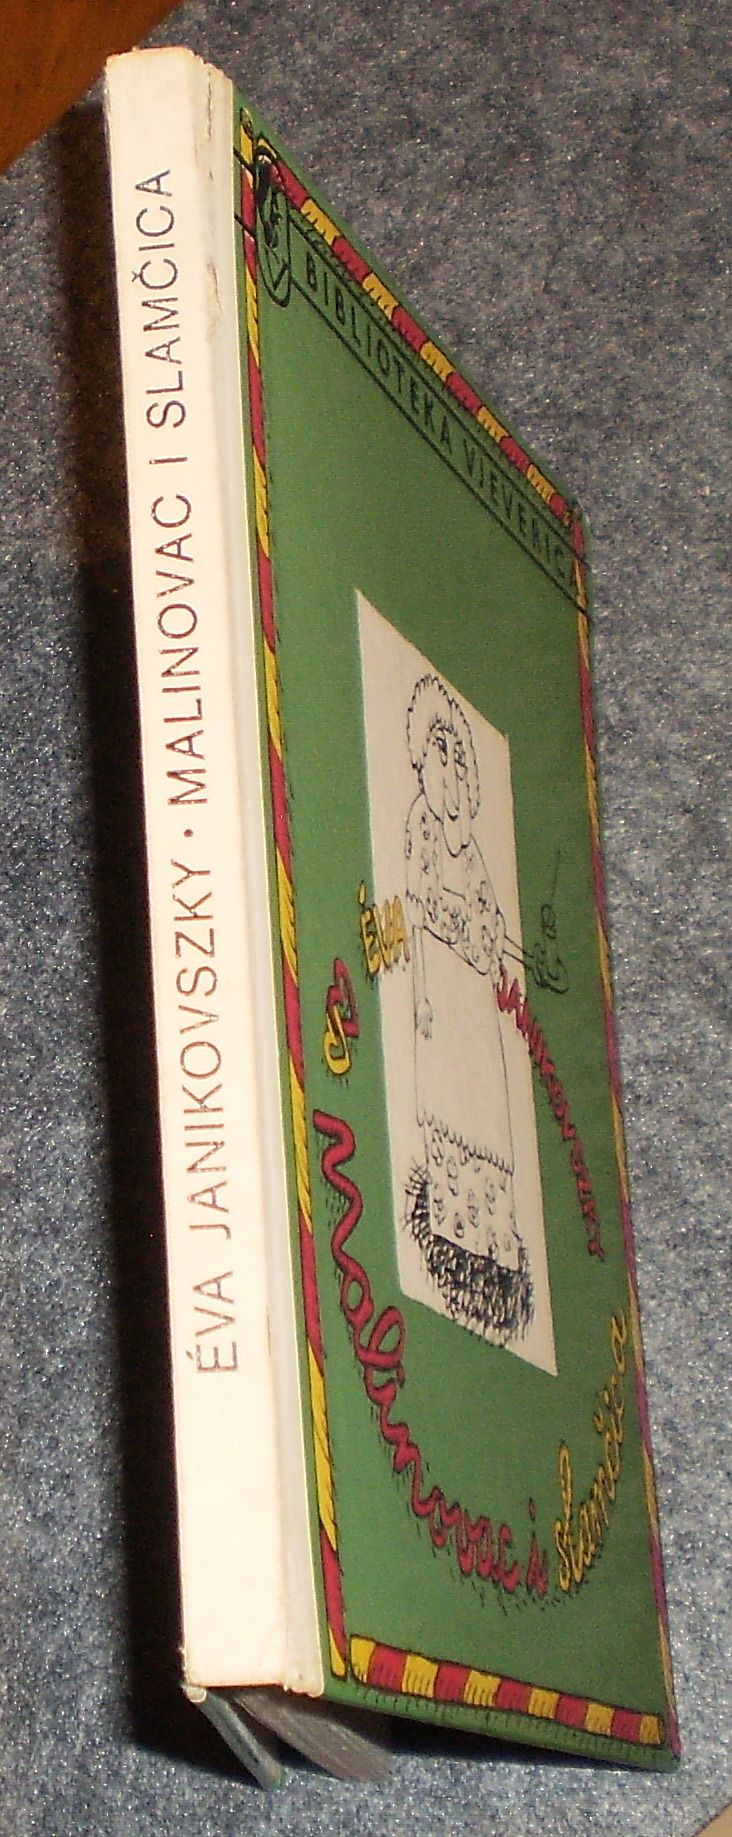 ÉVA JANIKOVSZKY · MALINOVAC I SLAMČICA
BIBLIOTEKA VJEVERICA
ÉVA JANIKOVSZKY
malinovac i slamčica